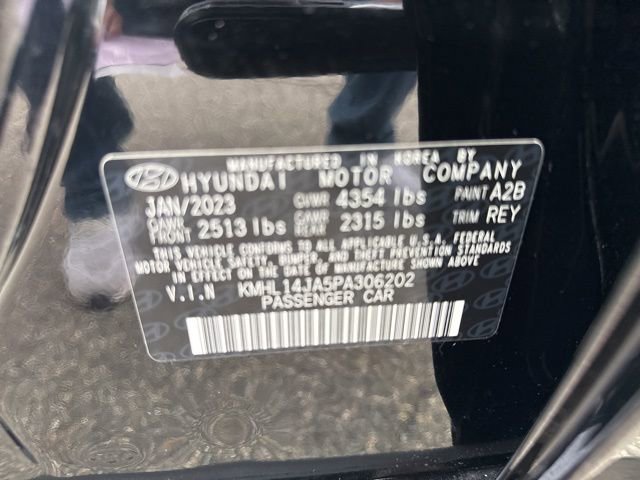 MANUFACTURED IN KOREA BY
HYUNDAI MOTOR COMPANY
JAN/2023 GVWR 4354 lbs PAINT A2B
GAWR FRONT 2513 lbs GAWR REAR 2315 lbs TRIM REY
THIS VEHICLE CONFORMS TO ALL APPLICABLE U.S.A. FEDERAL
MOTOR VEHICLE SAFETY, BUMPER, AND THEFT PREVENTION STANDARDS
IN EFFECT ON THE DATE OF MANUFACTURE SHOWN ABOVE.
V.I.N KMHL14JA5PA306202
PASSENGER CAR